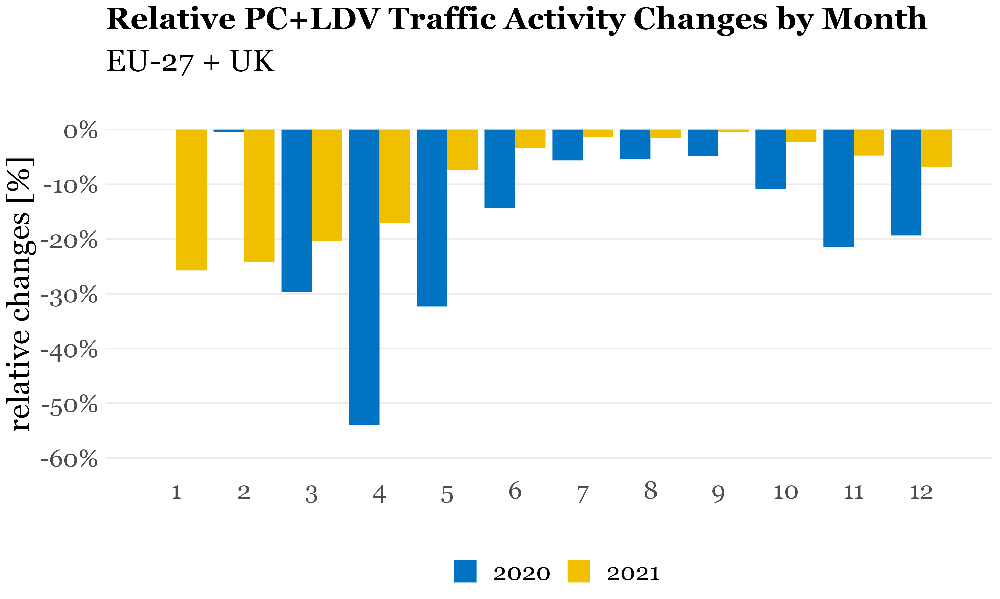 Relative PC+LDV Traffic Activity Changes by Month
EU-27 + UK
relative changes [%]
0%
-10%
-20%
-30%
-40%
-50%
-60%
1 2 3 4 5 6 7 8 9 10 11 12
2020 2021